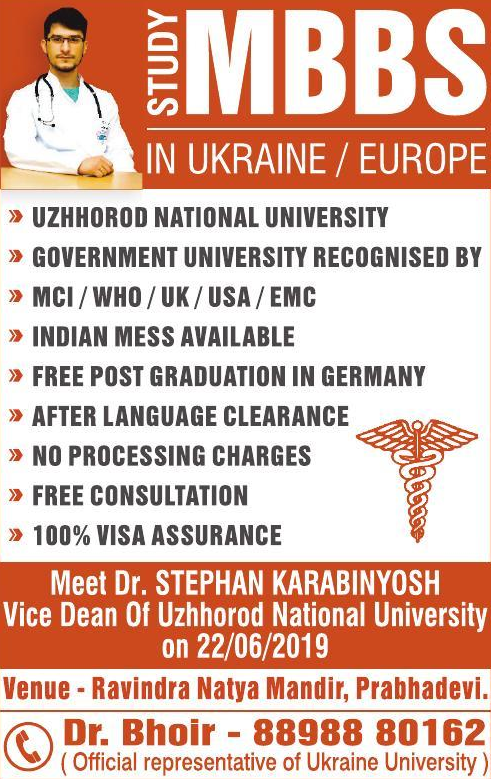 STUDY
MBBS
IN UKRAINE / EUROPE
» UZHHOROD NATIONAL UNIVERSITY
» GOVERNMENT UNIVERSITY RECOGNISED BY
» MCI / WHO / UK / USA / EMC
» INDIAN MESS AVAILABLE
» FREE POST GRADUATION IN GERMANY
» AFTER LANGUAGE CLEARANCE
» NO PROCESSING CHARGES
» FREE CONSULTATION
» 100% VISA ASSURANCE
Meet Dr. STEPHAN KARABINYOSH
Vice Dean Of Uzhhorod National University
on 22/06/2019
Venue - Ravindra Natya Mandir, Prabhadevi.
Dr. Bhoir - 88988 80162
( Official representative of Ukraine University )